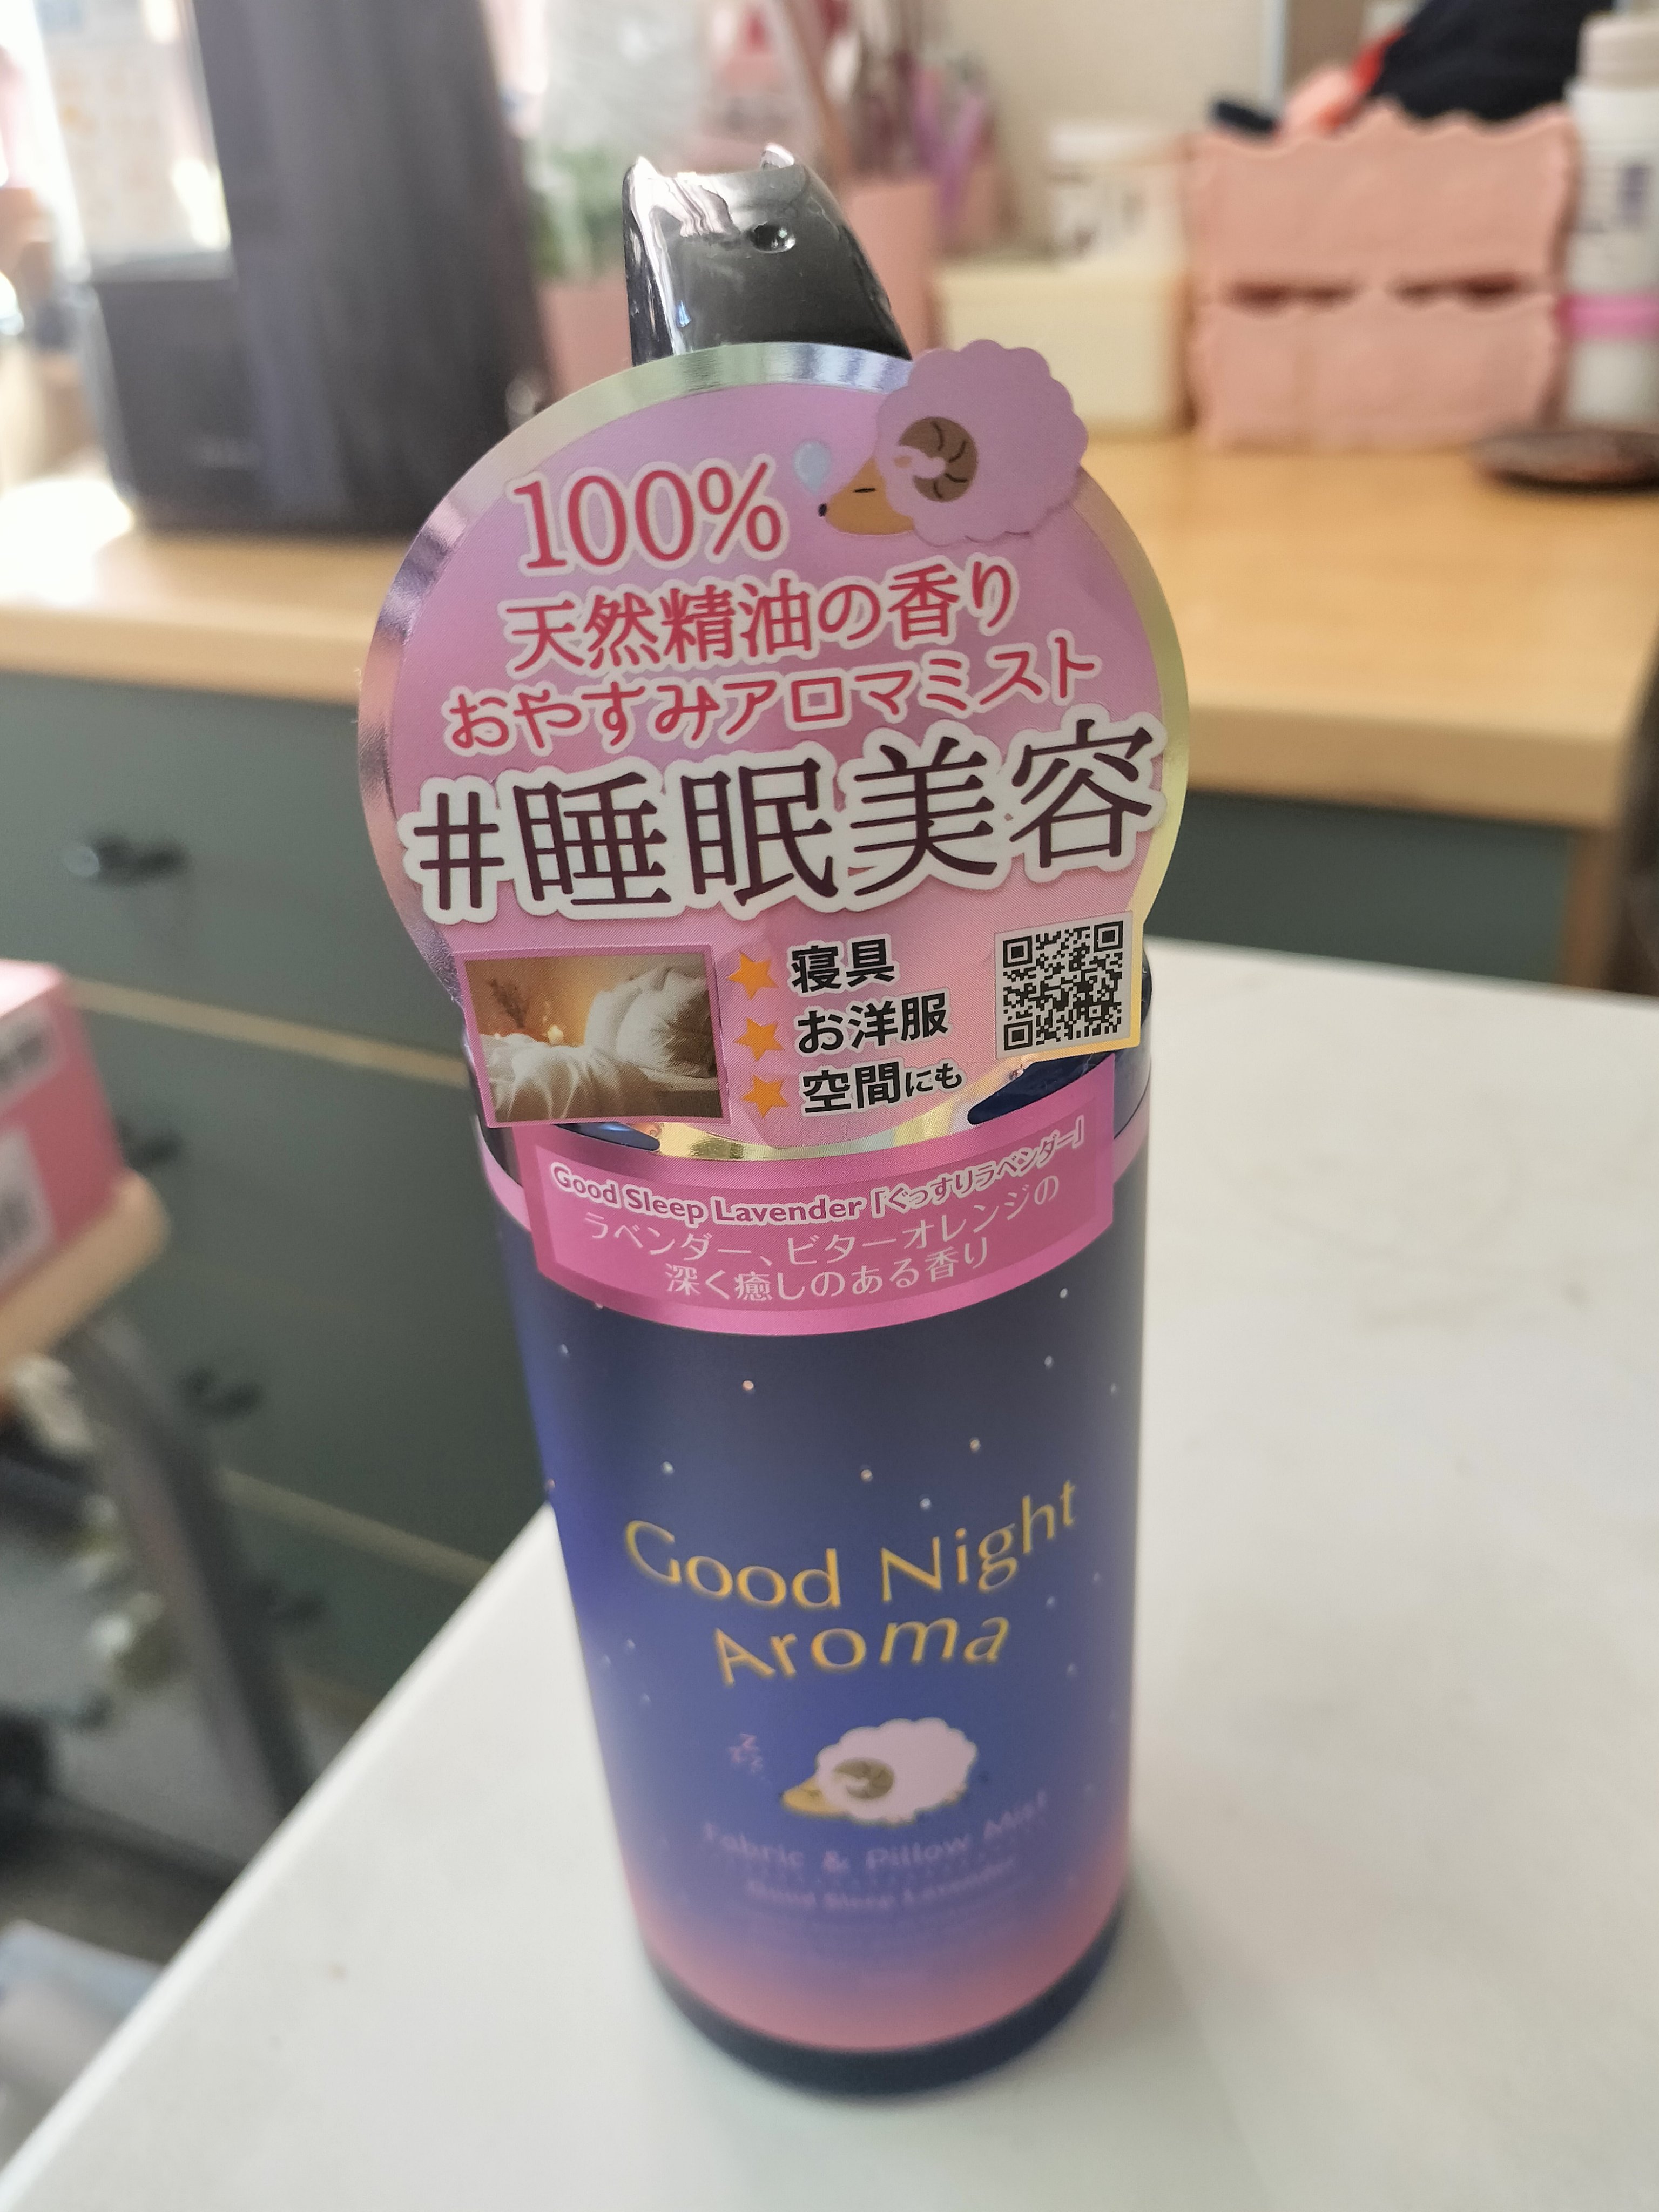 100%
天然精油の香り
おやすみアロマミスト
#睡眠美容
寝具
お洋服
空間にも
Good Sleep Lavender「ぐっすりラベンダー」
ラベンダー、ビターオレンジの
深く癒しのある香り
Good Night
Aroma
Fabric & Pillow Mist
Good Sleep Lavender